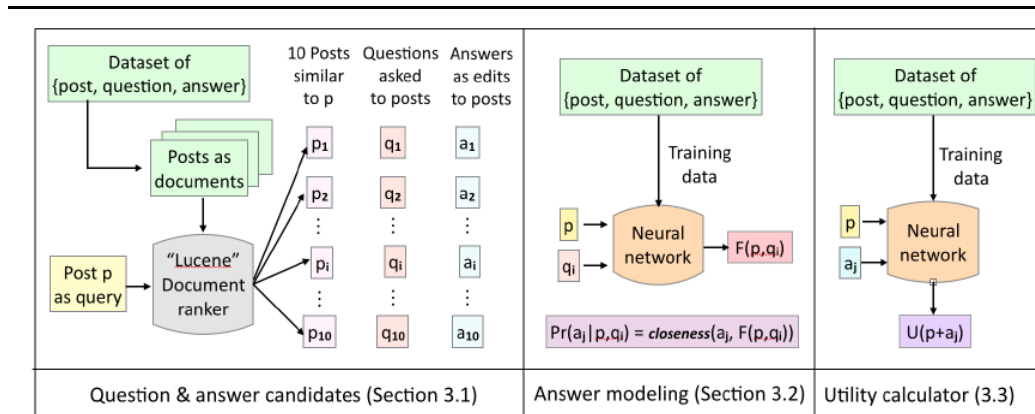 Dataset of
{post, question, answer}
Posts as
documents
Post p
as query
“Lucene”
Document
ranker
10 Posts
similar
to p
Questions
asked
to posts
Answers
as edits
to posts
p1 q1 a1
p2 q2 a2
⋮ ⋮ ⋮
pi qi ai
⋮ ⋮ ⋮
p10 q10 a10
Question & answer candidates (Section 3.1)
Dataset of
{post, question, answer}
Training
data
p
qi
Neural
network
F(p,qi)
Pr(aj|p,qi) = closeness(aj, F(p,qi))
Answer modeling (Section 3.2)
Dataset of
{post, question, answer}
Training
data
p
aj
Neural
network
U(p+aj)
Utility calculator (3.3)